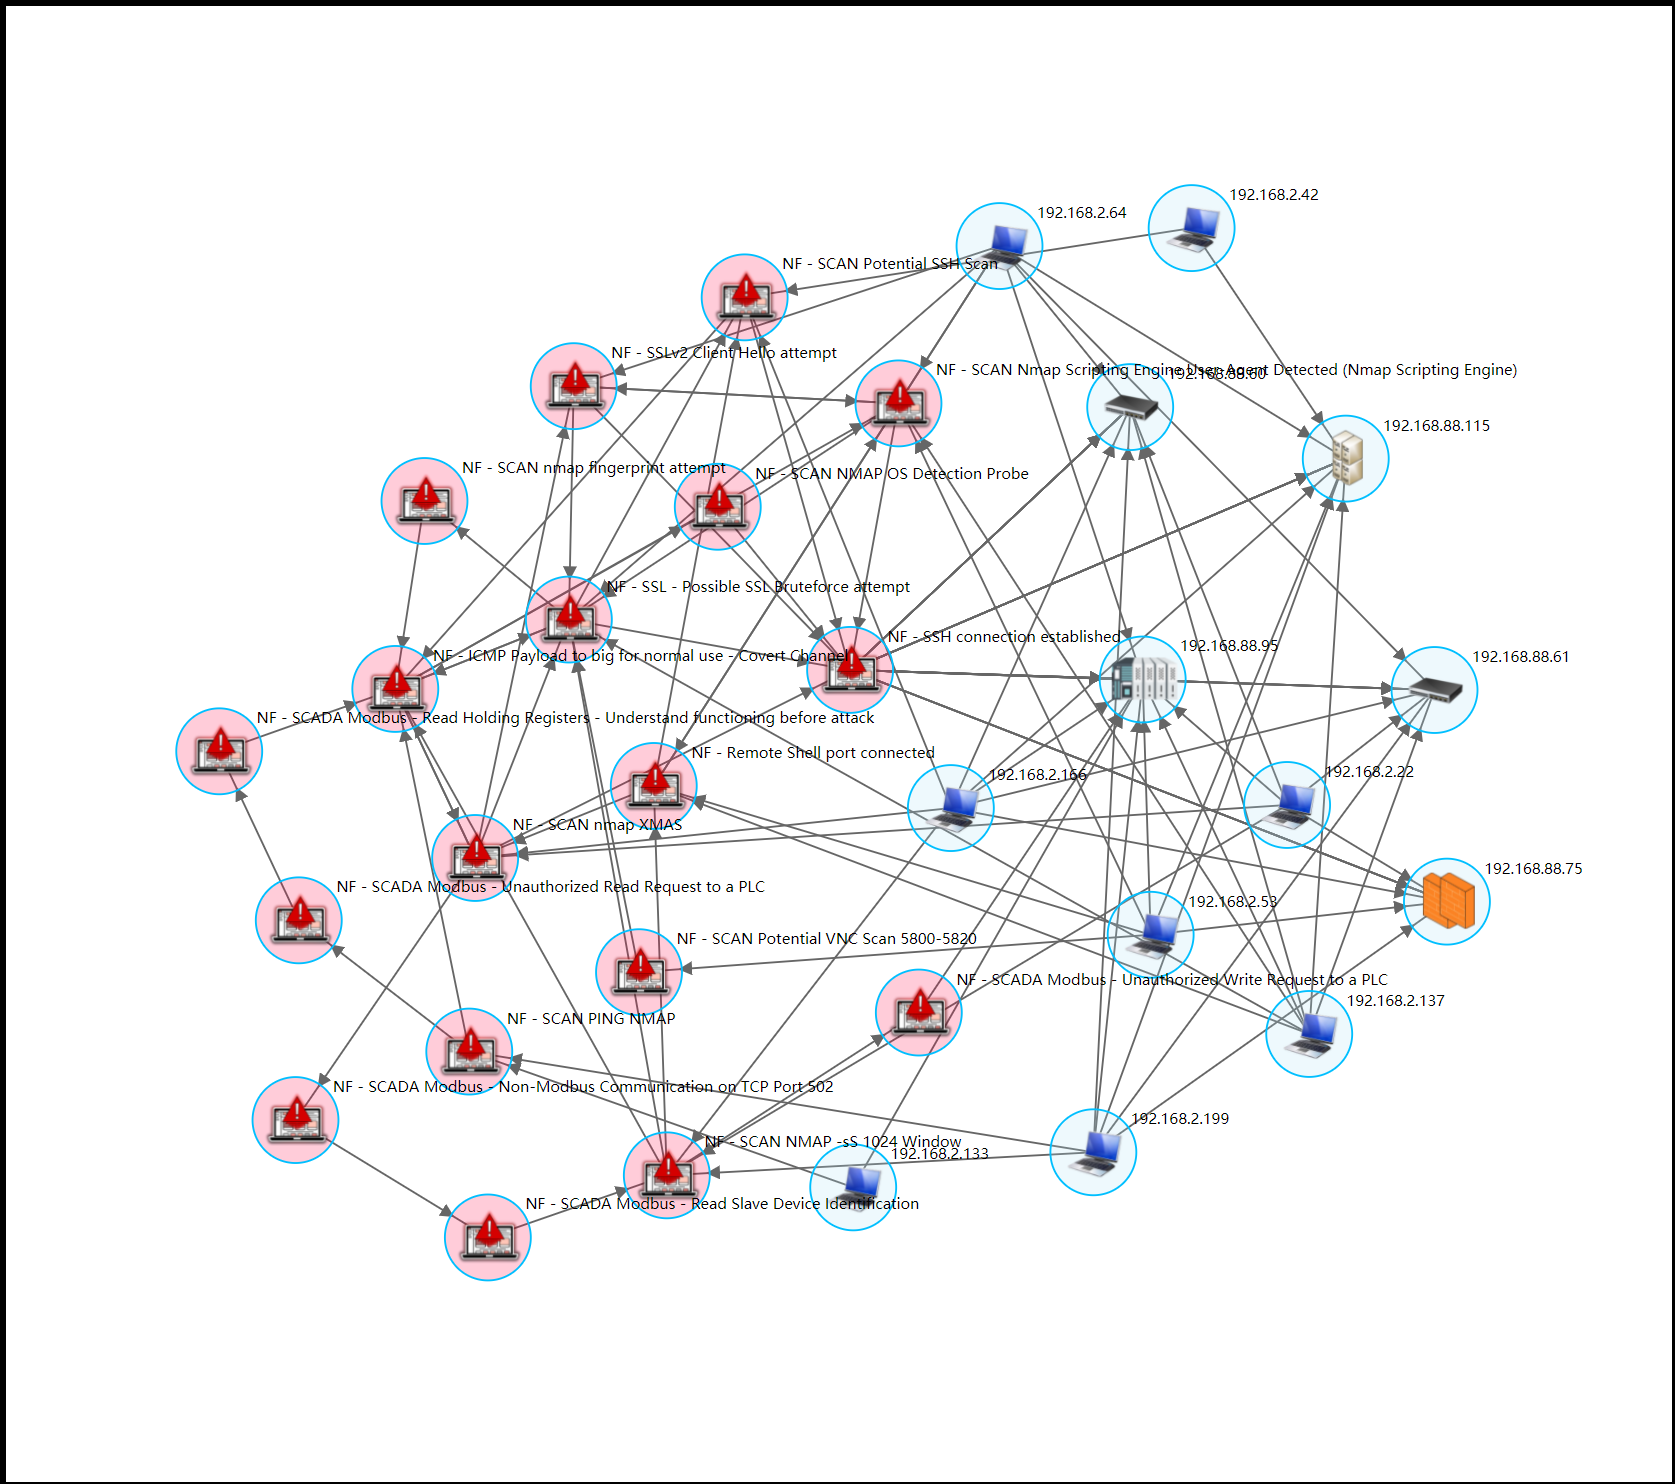 192.168.2.42
192.168.2.64
NF - SCAN Potential SSH Scan
NF - SSLv2 Client Hello attempt
NF - SCAN Nmap Scripting Engine User-Agent Detected (Nmap Scripting Engine)
192.168.88.60
192.168.88.115
NF - SCAN nmap fingerprint attempt
NF - SCAN NMAP OS Detection Probe
NF - SSL - Possible SSL Bruteforce attempt
NF - SSH connection established
192.168.88.95
NF - ICMP Payload to big for normal use - Covert Channel
192.168.88.61
NF - SCADA Modbus - Read Holding Registers - Understand functioning before attack
NF - Remote Shell port connected
192.168.2.166
192.168.2.22
NF - SCAN nmap XMAS
192.168.88.75
NF - SCADA Modbus - Unauthorized Read Request to a PLC
192.168.2.53
NF - SCAN Potential VNC Scan 5800-5820
NF - SCADA Modbus - Unauthorized Write Request to a PLC
192.168.2.137
NF - SCAN PING NMAP
NF - SCADA Modbus - Non-Modbus Communication on TCP Port 502
192.168.2.199
NF - SCAN NMAP -sS 1024 Window
192.168.2.133
NF - SCADA Modbus - Read Slave Device Identification